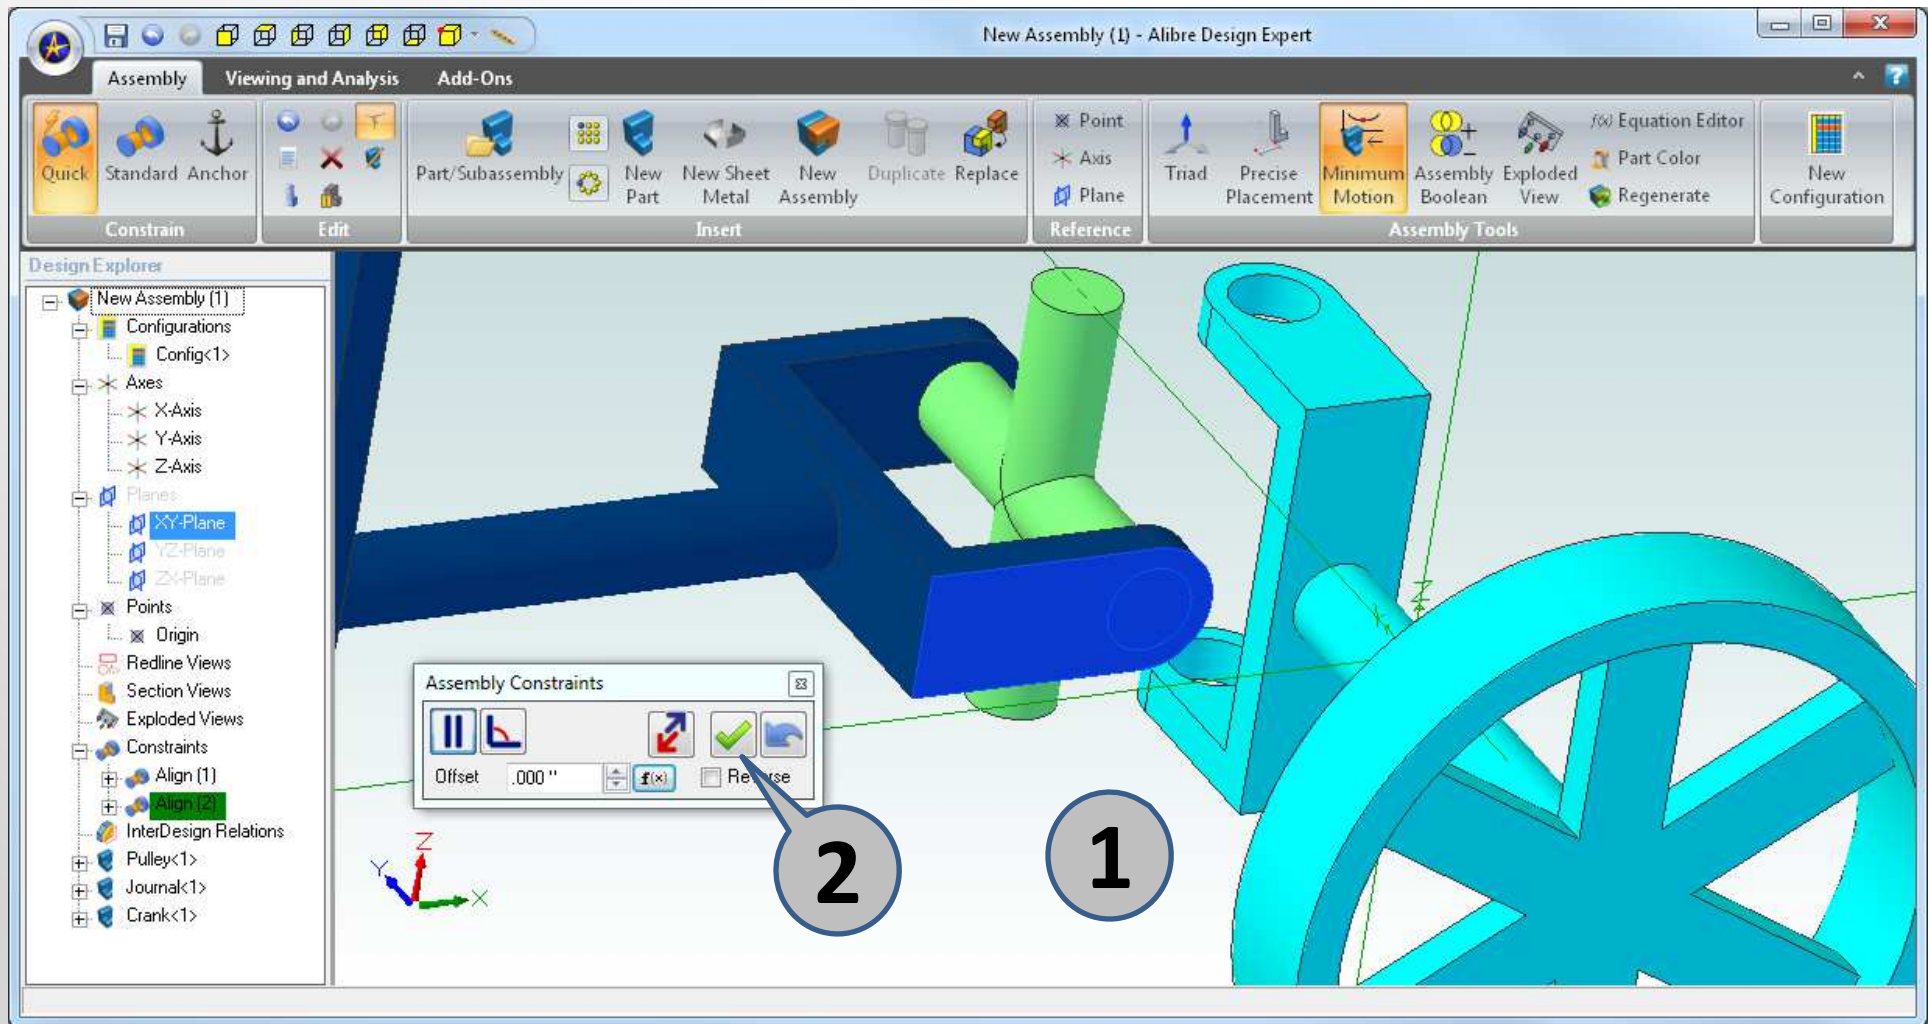 New Assembly (1) - Alibre Design Expert
Assembly Viewing and Analysis Add-Ons
Quick Standard Anchor
Constrain
Edit
Part/Subassembly
New Part
New Sheet Metal
New Assembly
Duplicate
Replace
Insert
Point
Axis
Plane
Reference
Triad
Precise Placement
Minimum Motion
Assembly Boolean
Exploded View
f(x) Equation Editor
Part Color
Regenerate
Assembly Tools
New Configuration
Design Explorer
New Assembly (1)
Configurations
Config<1>
Axes
X-Axis
Y-Axis
Z-Axis
Planes
XY-Plane
YZ-Plane
ZX-Plane
Points
Origin
Redline Views
Section Views
Exploded Views
Constraints
Align (1)
Align (2)
InterDesign Relations
Pulley<1>
Journal<1>
Crank<1>
Assembly Constraints
Offset .000 " f(x)
2
1
Z
Y
X
Z